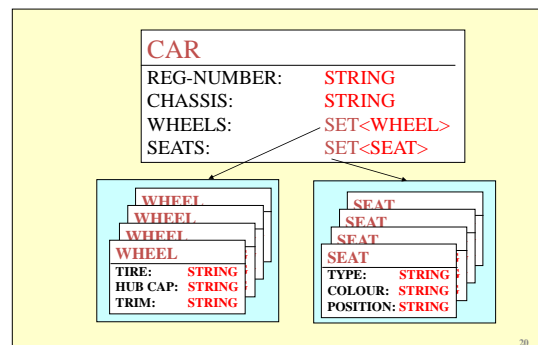 CAR
REG-NUMBER: STRING
CHASSIS: STRING
WHEELS: SET<WHEEL>
SEATS: SET<SEAT>
WHEEL
WHEEL
WHEEL
WHEEL
TIRE: STRING
HUB CAP: STRING
TRIM: STRING
SEAT
SEAT
SEAT
SEAT
TYPE: STRING
COLOUR: STRING
POSITION: STRING
20